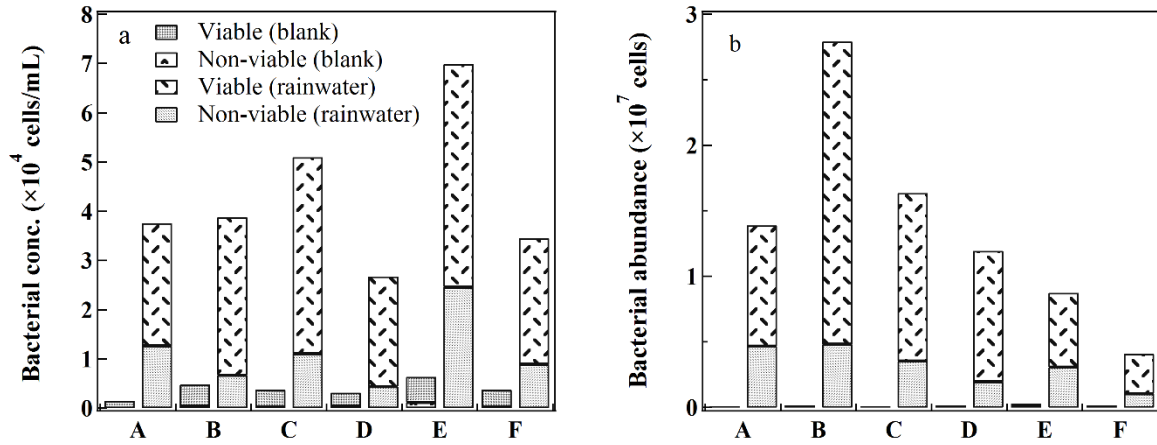 Bacterial conc. (×10⁴ cells/mL)
8
7
6
5
4
3
2
1
0
a
Viable (blank)
Non-viable (blank)
Viable (rainwater)
Non-viable (rainwater)
A B C D E F
Bacterial abundance (×10⁷ cells)
3
2
1
0
b
A B C D E F